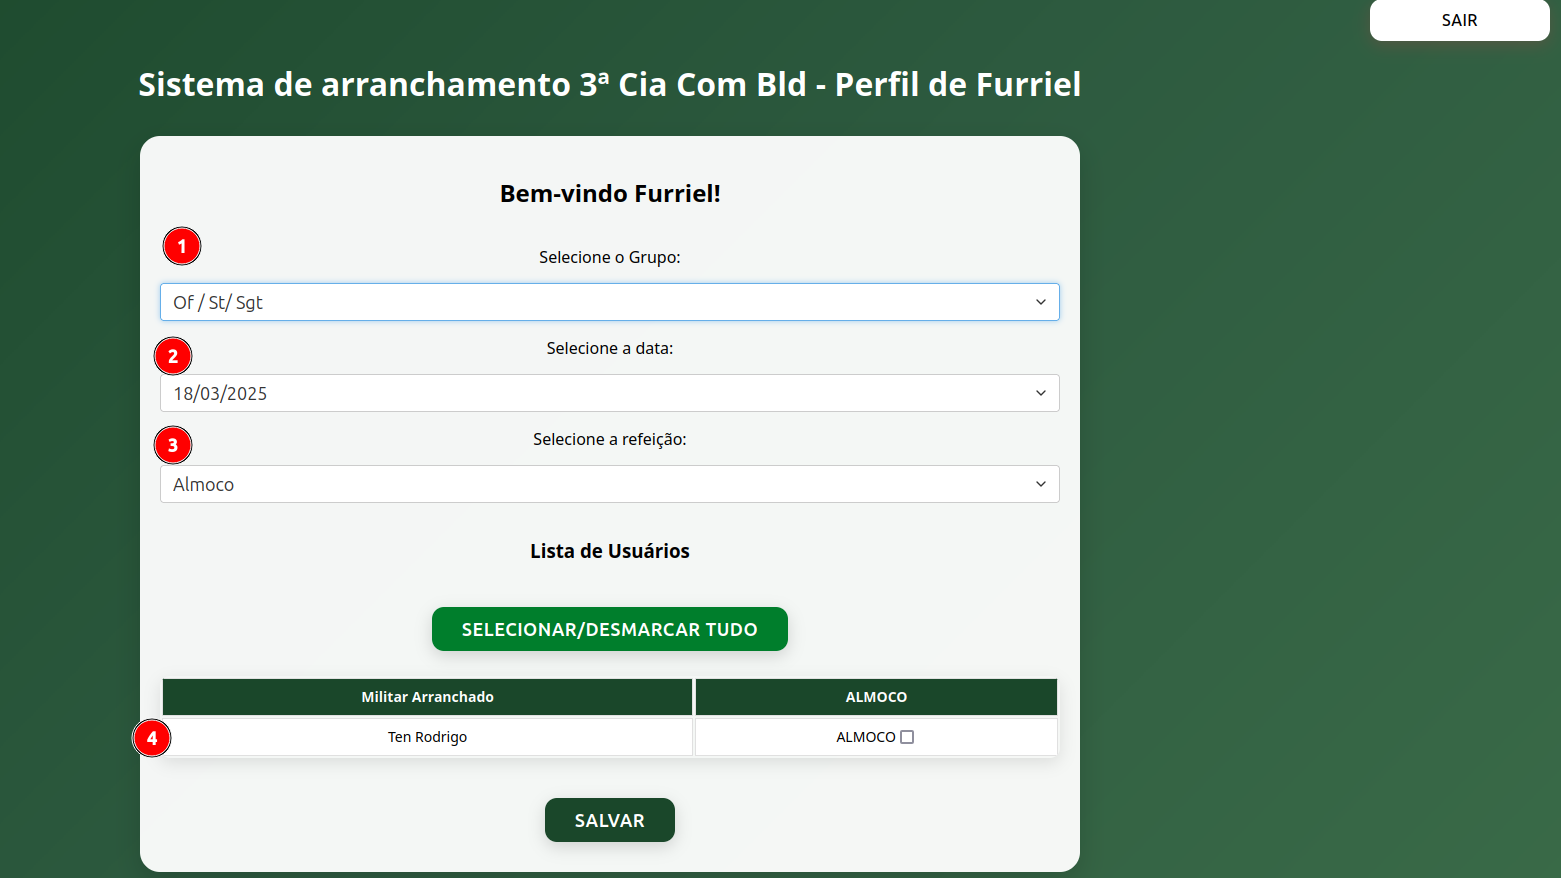 SAIR
Sistema de arranchamento 3ª Cia Com Bld - Perfil de Furriel
Bem-vindo Furriel!
1
Selecione o Grupo:
Of / St/ Sgt
2
Selecione a data:
18/03/2025
3
Selecione a refeição:
Almoco
Lista de Usuários
SELECIONAR/DESMARCAR TUDO
Militar Arranchado ALMOCO
4 Ten Rodrigo ALMOCO
SALVAR